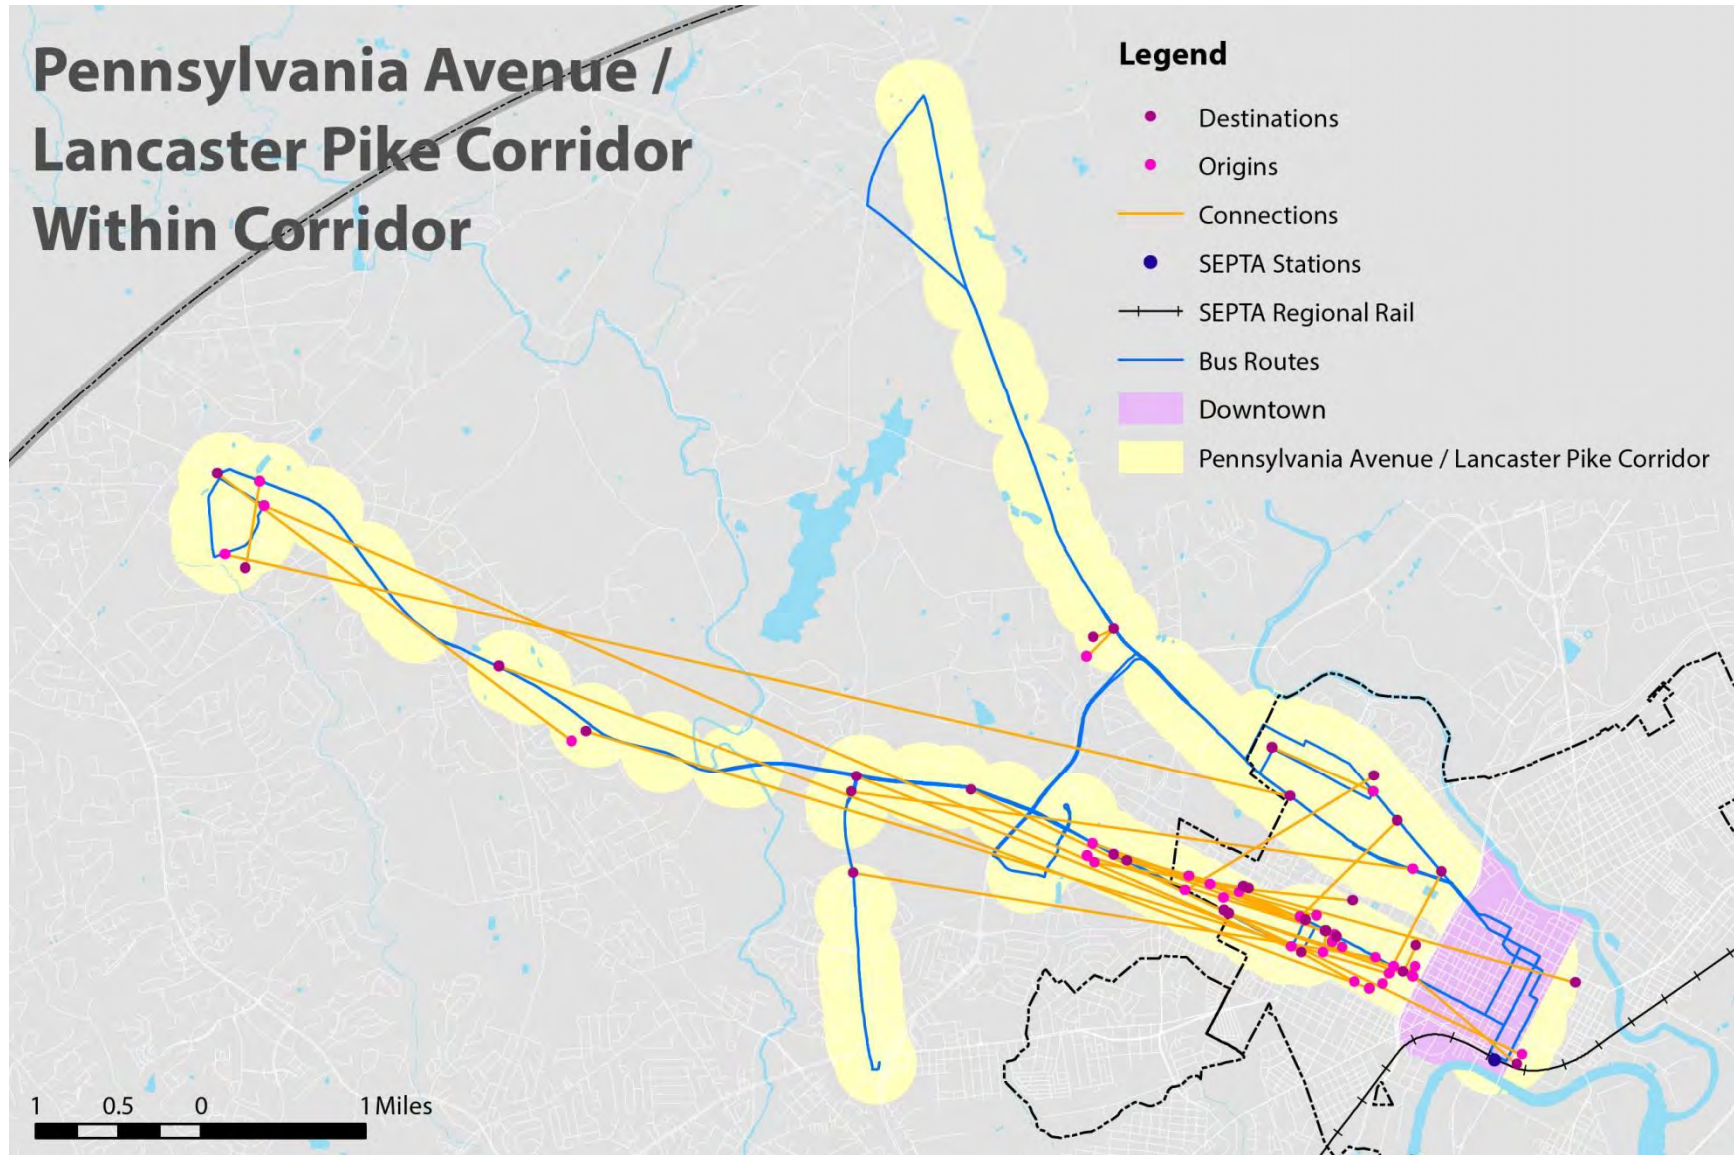 Pennsylvania Avenue /
Lancaster Pike Corridor
Within Corridor
Legend
Destinations
Origins
Connections
SEPTA Stations
SEPTA Regional Rail
Bus Routes
Downtown
Pennsylvania Avenue / Lancaster Pike Corridor
1 0.5 0 1 Miles